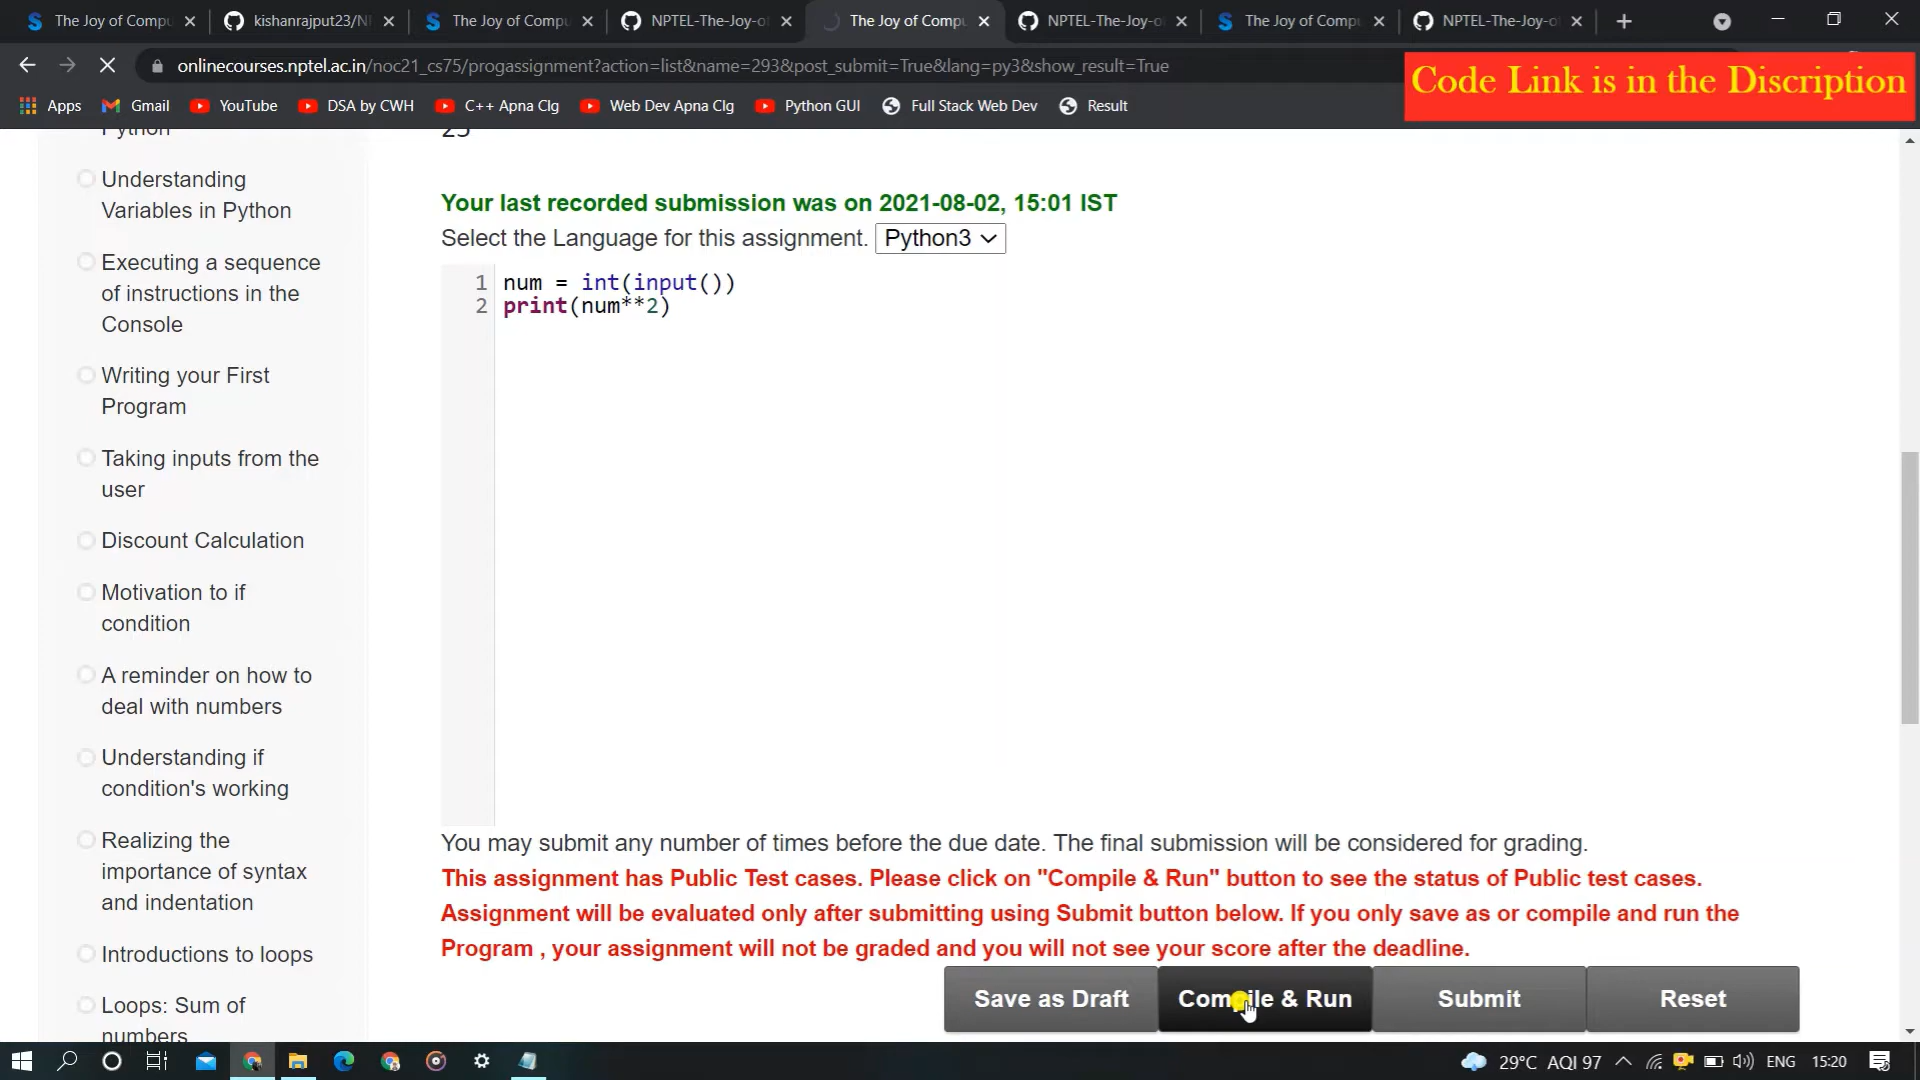 The Joy of Compu
kishanrajput23/N
The Joy of Compu
NPTEL-The-Joy-o
The Joy of Compu
NPTEL-The-Joy-o
The Joy of Compu
NPTEL-The-Joy-o
onlinecourses.nptel.ac.in/noc21_cs75/progassignment?action=list&name=293&post_submit=True&lang=py3&show_result=True
Code Link is in the Discription
Apps
Gmail
YouTube
DSA by CWH
C++ Apna Clg
Web Dev Apna Clg
Python GUI
Full Stack Web Dev
Result
Python
Understanding
Variables in Python
Executing a sequence
of instructions in the
Console
Writing your First
Program
Taking inputs from the
user
Discount Calculation
Motivation to if
condition
A reminder on how to
deal with numbers
Understanding if
condition's working
Realizing the
importance of syntax
and indentation
Introductions to loops
Loops: Sum of
numbers
25
Your last recorded submission was on 2021-08-02, 15:01 IST
Select the Language for this assignment. Python3
1 num = int(input())
2 print(num**2)
You may submit any number of times before the due date. The final submission will be considered for grading.
This assignment has Public Test cases. Please click on "Compile & Run" button to see the status of Public test cases.
Assignment will be evaluated only after submitting using Submit button below. If you only save as or compile and run the
Program , your assignment will not be graded and you will not see your score after the deadline.
Save as Draft
Compile & Run
Submit
Reset
29°C AQI 97
ENG
15:20